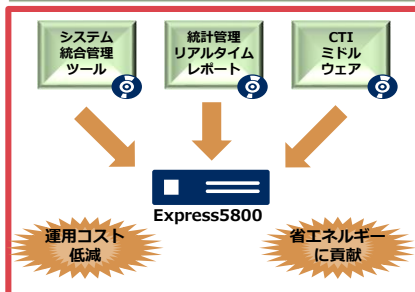 システム
統合管理
ツール
統計管理
リアルタイム
レポート
CTI
ミドル
ウェア
Express5800
運用コスト
低減
省エネルギー
に貢献